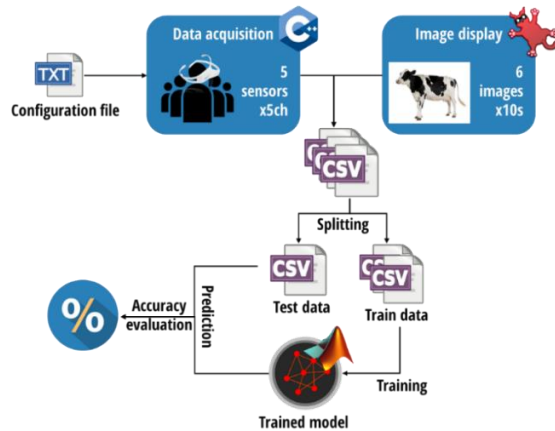 Data acquisition
C++
5
sensors
x5ch
Image display
6
images
x10s
TXT
Configuration file
CSV
Splitting
CSV
Test data
CSV
Train data
%
Accuracy
evaluation
Prediction
Training
Trained model